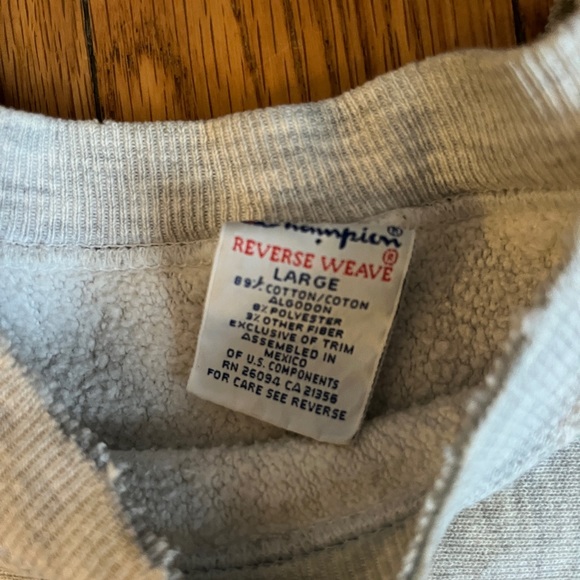 Champion®
REVERSE WEAVE®
LARGE
89% COTTON/COTON
ALGODON
8% POLYESTER
3% OTHER FIBER
EXCLUSIVE OF TRIM
ASSEMBLED IN
MEXICO
OF U.S. COMPONENTS
RN 26094 CA 21356
FOR CARE SEE REVERSE